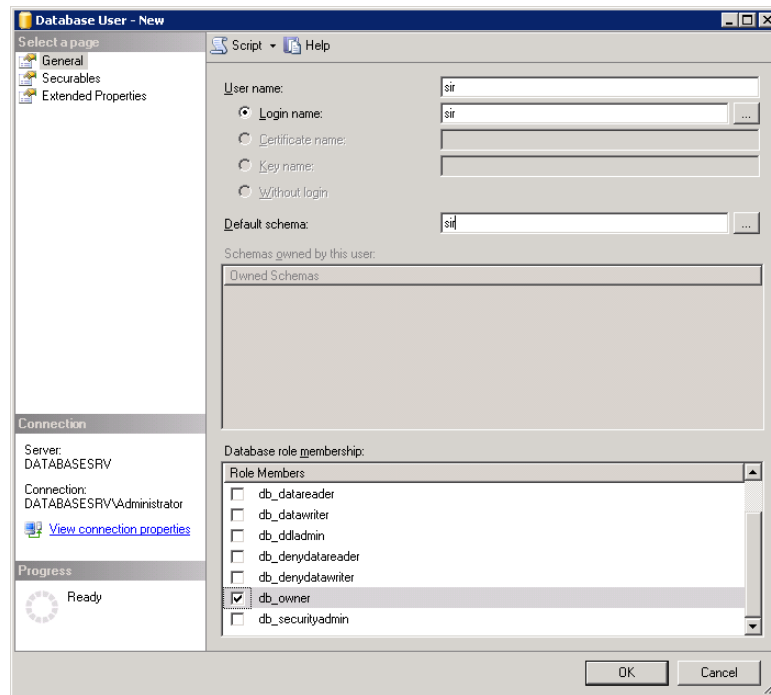 Database User - New
Select a page
General
Securables
Extended Properties
Script
Help
User name:
sir
Login name:
sir
...
Certificate name:
Key name:
Without login
Default schema:
sir
...
Schemas owned by this user:
Owned Schemas
Connection
Server:
DATABASESRV
Connection:
DATABASESRV\Administrator
View connection properties
Progress
Ready
Database role membership:
Role Members
db_datareader
db_datawriter
db_ddladmin
db_denydatareader
db_denydatawriter
db_owner
db_securityadmin
OK
Cancel